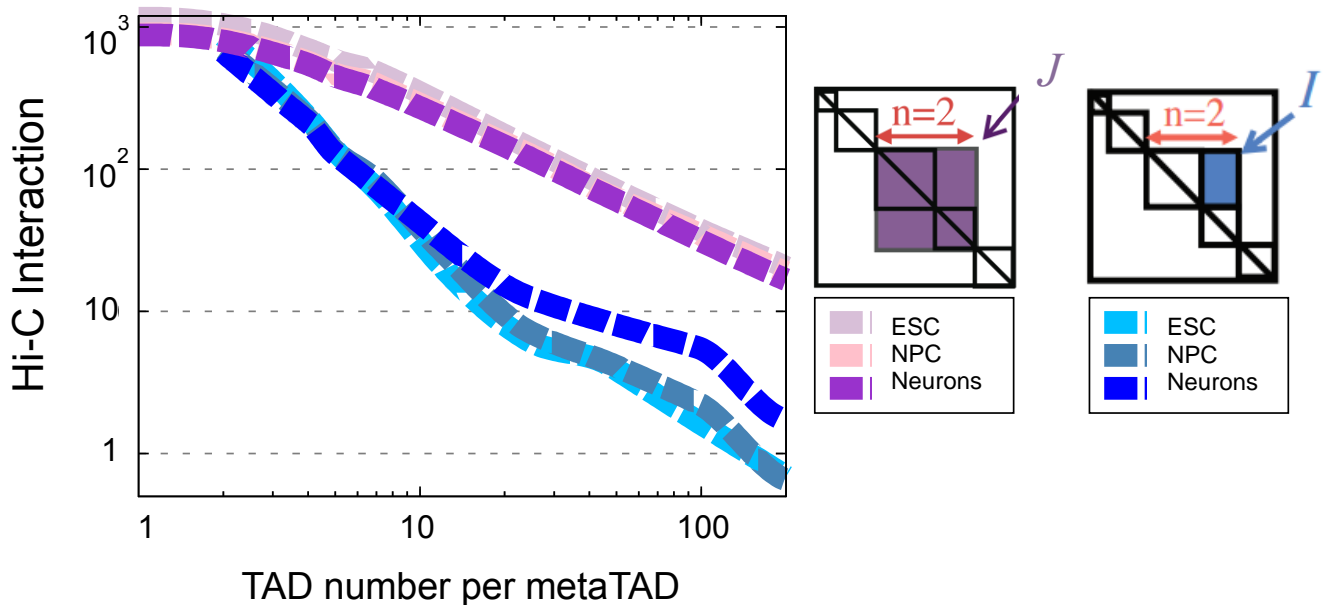 Hi-C Interaction
10³
10²
10
1
1
10
100
TAD number per metaTAD
J
n=2
ESC
NPC
Neurons
I
n=2
ESC
NPC
Neurons